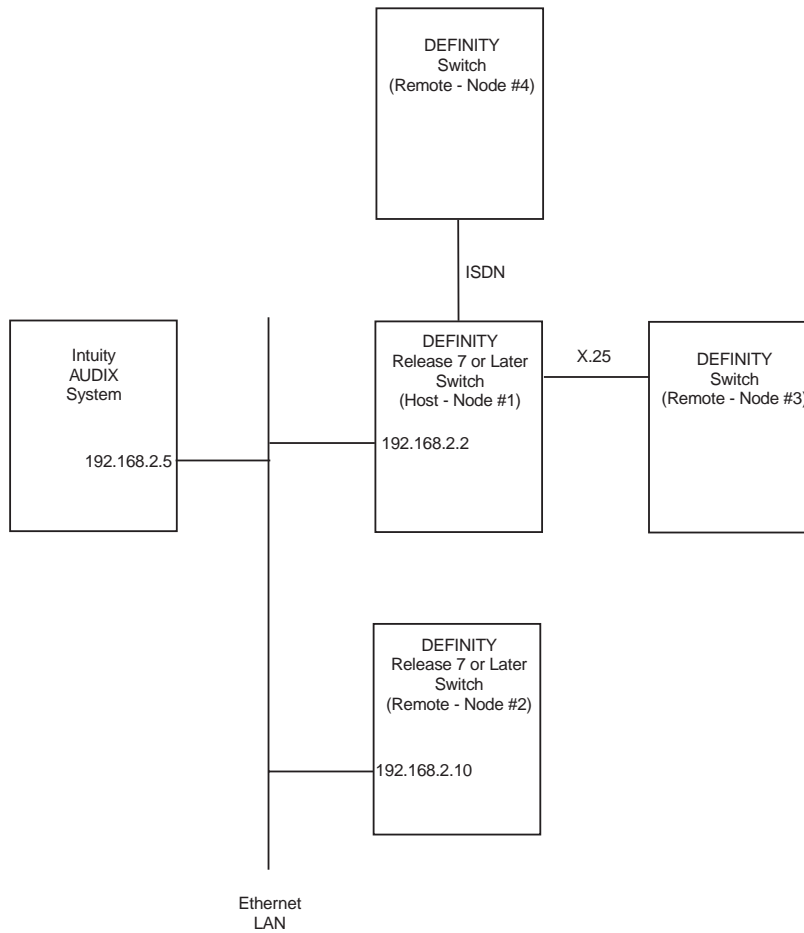 DEFINITY
Switch
(Remote - Node #4)
ISDN
Intuity
AUDIX
System
192.168.2.5
DEFINITY
Release 7 or Later
Switch
(Host - Node #1)
192.168.2.2
X.25
DEFINITY
Switch
(Remote - Node #3)
DEFINITY
Release 7 or Later
Switch
(Remote - Node #2)
192.168.2.10
Ethernet
LAN